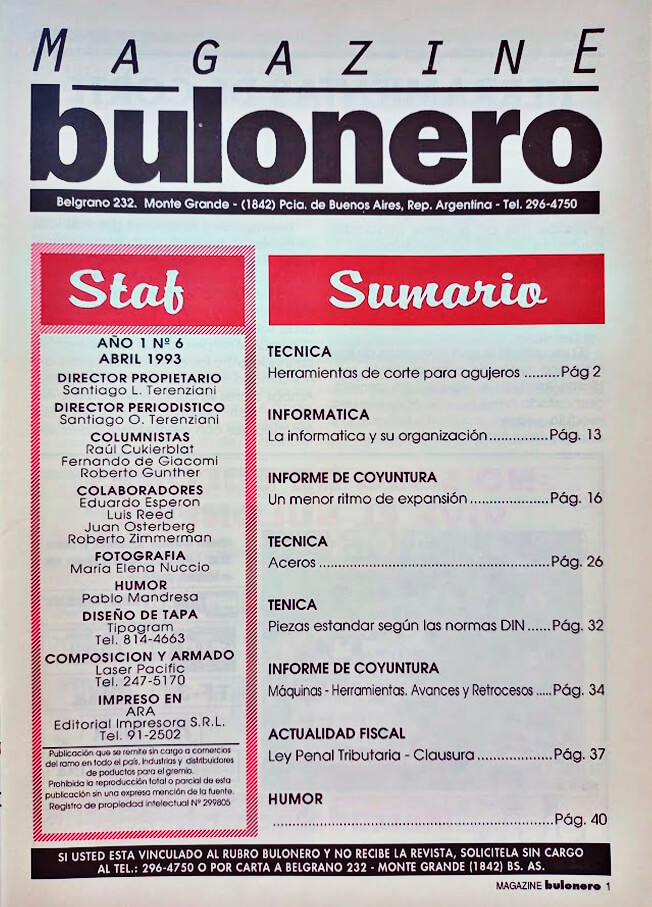 MAGAZINE
bulonero
Belgrano 232. Monte Grande - (1842) Pcia. de Buenos Aires, Rep. Argentina - Tel. 296-4750
Staf
AÑO 1 Nº 6
ABRIL 1993
DIRECTOR PROPIETARIO
Santiago L. Terenziani
DIRECTOR PERIODISTICO
Santiago O. Terenziani
COLUMNISTAS
Raúl Cukierblat
Fernando de Giacomi
Roberto Gunther
COLABORADORES
Eduardo Esperon
Luis Reed
Juan Osterberg
Roberto Zimmerman
FOTOGRAFIA
María Elena Nuccio
HUMOR
Pablo Mandresa
DISEÑO DE TAPA
Tipogram
Tel. 814-4663
COMPOSICION Y ARMADO
Laser Pacific
Tel. 247-5170
IMPRESO EN
ARA
Editorial Impresora S.R.L.
Tel. 91-2502
Publicación que se remite sin cargo a comercios
del ramo en todo el país. Industrias y distribuidores
de poductos para el gremio.
Prohibida la reproducción total o parcial de esta
publicación sin una expresa mención de la fuente.
Registro de propiedad intelectual Nº 299805
Sumario
TECNICA
Herramientas de corte para agujeros .........Pág 2
INFORMATICA
La informatica y su organización...............Pág. 13
INFORME DE COYUNTURA
Un menor ritmo de expansión ....................Pág. 16
TECNICA
Aceros ...........................................................Pág. 26
TENICA
Piezas estandar según las normas DIN ......Pág. 32
INFORME DE COYUNTURA
Máquinas - Herramientas. Avances y Retrocesos .....Pág. 34
ACTUALIDAD FISCAL
Ley Penal Tributaria - Clausura ...................Pág. 37
HUMOR
....................................................................Pág. 40
SI USTED ESTA VINCULADO AL RUBRO BULONERO Y NO RECIBE LA REVISTA, SOLICITELA SIN CARGO
AL TEL.: 296-4750 O POR CARTA A BELGRANO 232 - MONTE GRANDE (1842) BS. AS.
MAGAZINE bulonero 1